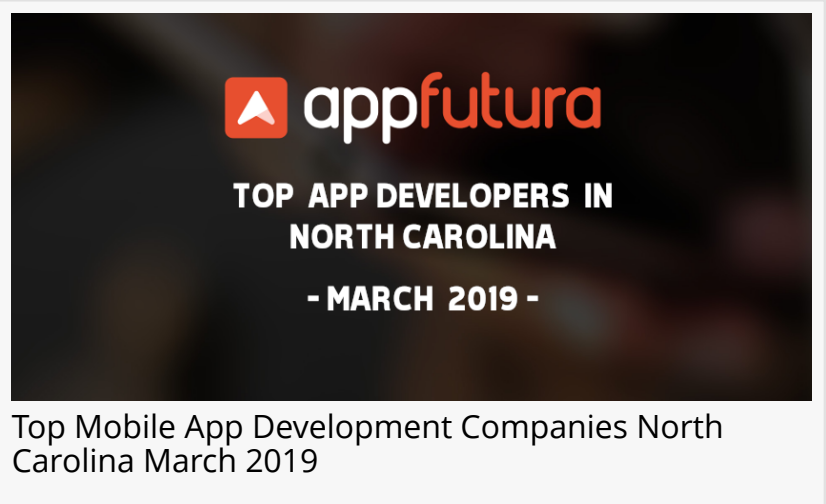 appfutura
TOP APP DEVELOPERS IN
NORTH CAROLINA
- MARCH 2019 -
Top Mobile App Development Companies North
Carolina March 2019